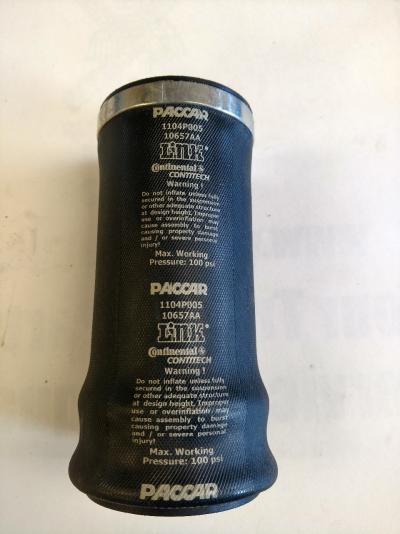 PACCAR
1104P005
10657AA
Link®
Continental
CONTITECH
Warning !
Do not inflate unless fully
secured in the suspension
or other adequate structure
at design height. Improper
use or overinflation may
cause assembly to burst
causing property damage
and / or severe personal
injury!
Max. Working
Pressure: 100 psi
PACCAR
1104P005
10657AA
Link®
Continental
CONTITECH
Warning !
Do not inflate unless fully
secured in the suspension
or other adequate structure
at design height. Improper
use or overinflation may
cause assembly to burst
causing property damage
and / or severe personal
injury!
Max. Working
Pressure: 100 psi
PACCAR